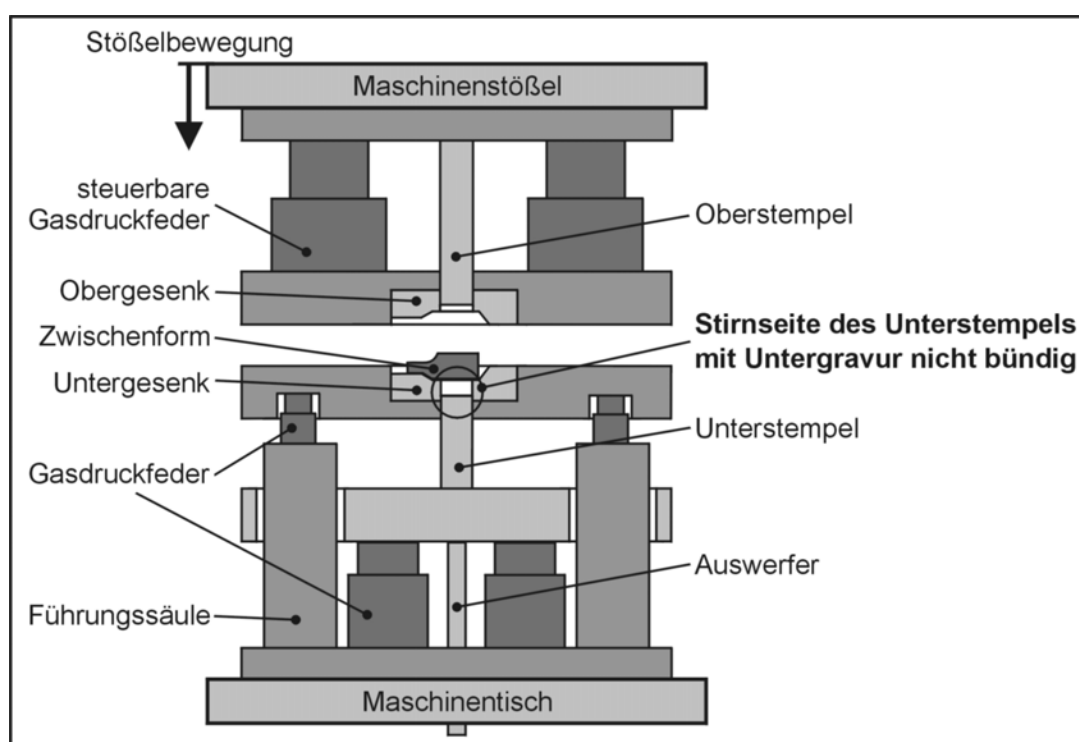 Stößelbewegung
Maschinenstößel
steuerbare
Gasdruckfeder
Oberstempel
Obergesenk
Zwischenform
Stirnseite des Unterstempels
mit Untergravur nicht bündig
Untergesenk
Unterstempel
Gasdruckfeder
Auswerfer
Führungssäule
Maschinentisch